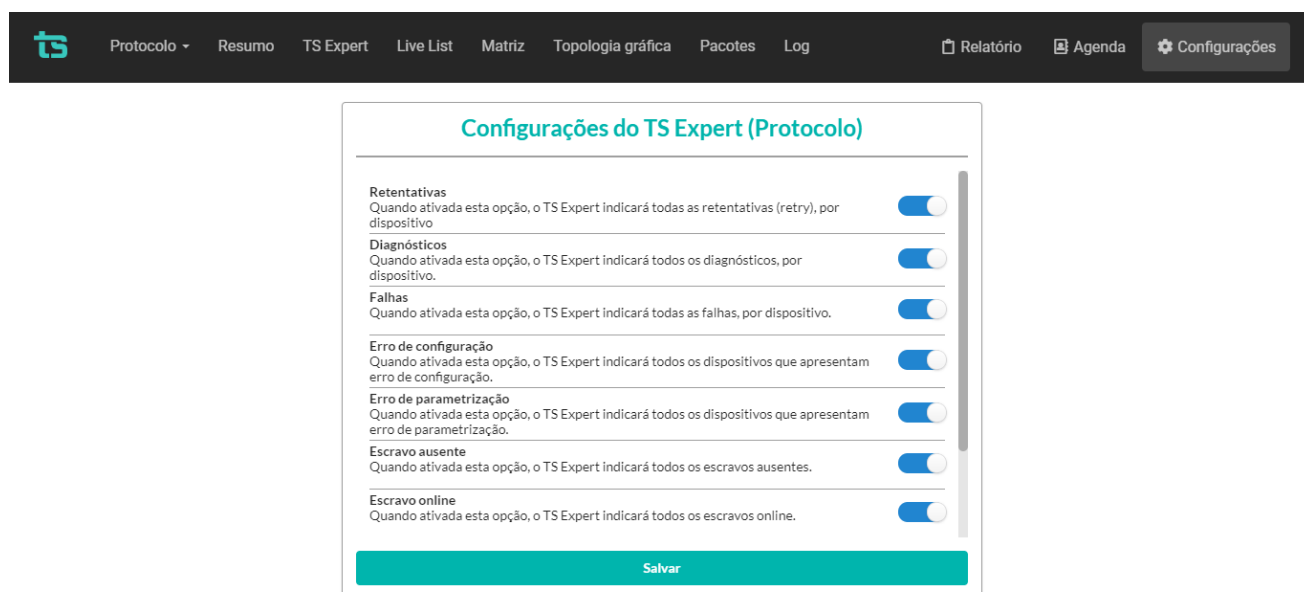 ts Protocolo Resumo TS Expert Live List Matriz Topologia gráfica Pacotes Log Relatório Agenda Configurações
Configurações do TS Expert (Protocolo)
Retentativas
Quando ativada esta opção, o TS Expert indicará todas as retentativas (retry), por
dispositivo
Diagnósticos
Quando ativada esta opção, o TS Expert indicará todos os diagnósticos, por
dispositivo.
Falhas
Quando ativada esta opção, o TS Expert indicará todas as falhas, por dispositivo.
Erro de configuração
Quando ativada esta opção, o TS Expert indicará todos os dispositivos que apresentam
erro de configuração.
Erro de parametrização
Quando ativada esta opção, o TS Expert indicará todos os dispositivos que apresentam
erro de parametrização.
Escravo ausente
Quando ativada esta opção, o TS Expert indicará todos os escravos ausentes.
Escravo online
Quando ativada esta opção, o TS Expert indicará todos os escravos online.
Salvar